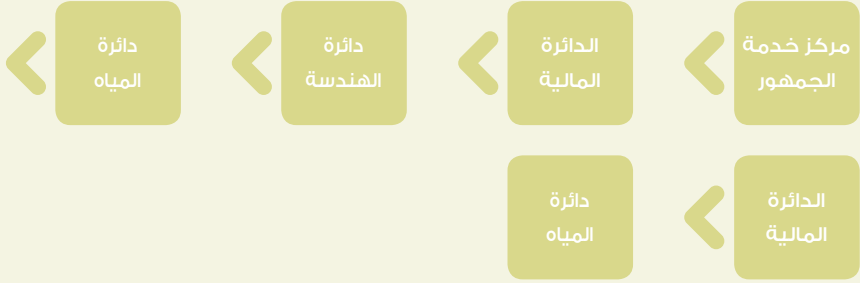 مركز خدمة
الجمهور
الدائرة
المالية
دائرة
الهندسة
دائرة
المياه
الدائرة
المالية
دائرة
المياه